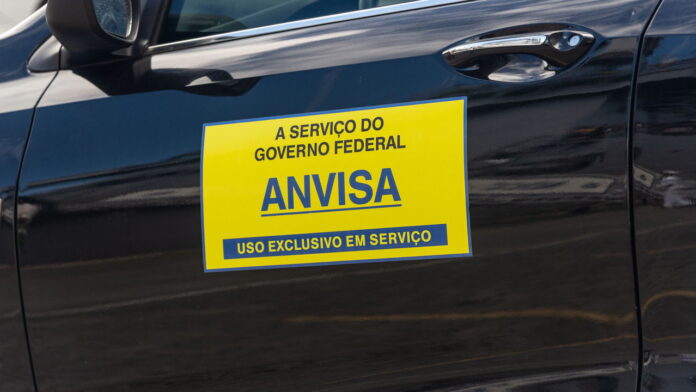 A SERVIÇO DO
GOVERNO FEDERAL
ANVISA
USO EXCLUSIVO EM SERVIÇO